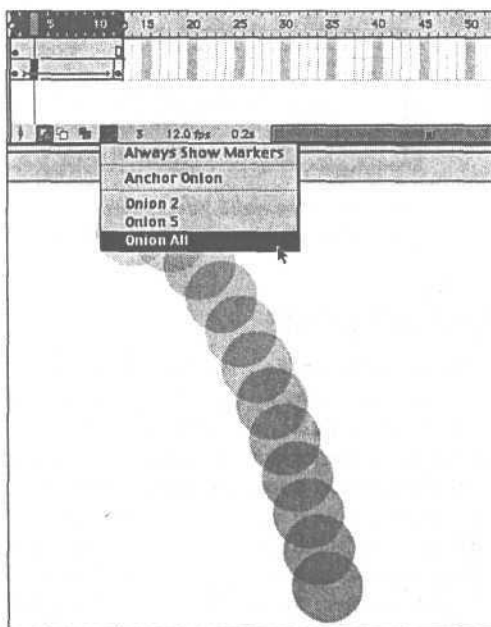 5 10 15 20 25 30 35 40 45 50
3 12.0 fps 0.2s
Always Show Markers
Anchor Onion
Onion 2
Onion 5
Onion All